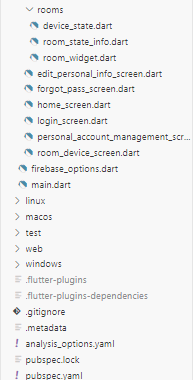 rooms
device_state.dart
room_state_info.dart
room_widget.dart
edit_personal_info_screen.dart
forgot_pass_screen.dart
home_screen.dart
login_screen.dart
personal_account_management_scr...
room_device_screen.dart
firebase_options.dart
main.dart
linux
macos
test
web
windows
.flutter-plugins
.flutter-plugins-dependencies
.gitignore
.metadata
analysis_options.yaml
pubspec.lock
pubspec.yaml